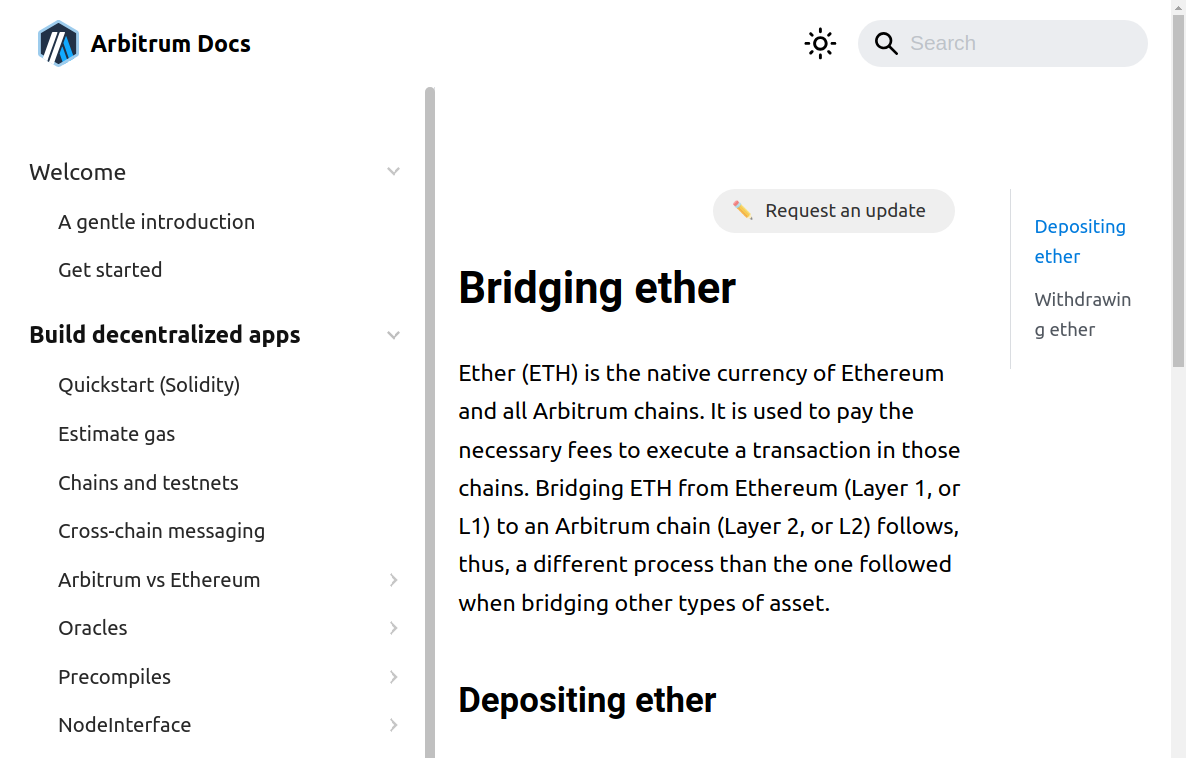 Arbitrum Docs
Search
Welcome
A gentle introduction
Get started
Build decentralized apps
Quickstart (Solidity)
Estimate gas
Chains and testnets
Cross-chain messaging
Arbitrum vs Ethereum
Oracles
Precompiles
NodeInterface
Request an update
Bridging ether
Ether (ETH) is the native currency of Ethereum
and all Arbitrum chains. It is used to pay the
necessary fees to execute a transaction in those
chains. Bridging ETH from Ethereum (Layer 1, or
L1) to an Arbitrum chain (Layer 2, or L2) follows,
thus, a different process than the one followed
when bridging other types of asset.
Depositing ether
Depositing
ether
Withdrawin
g ether